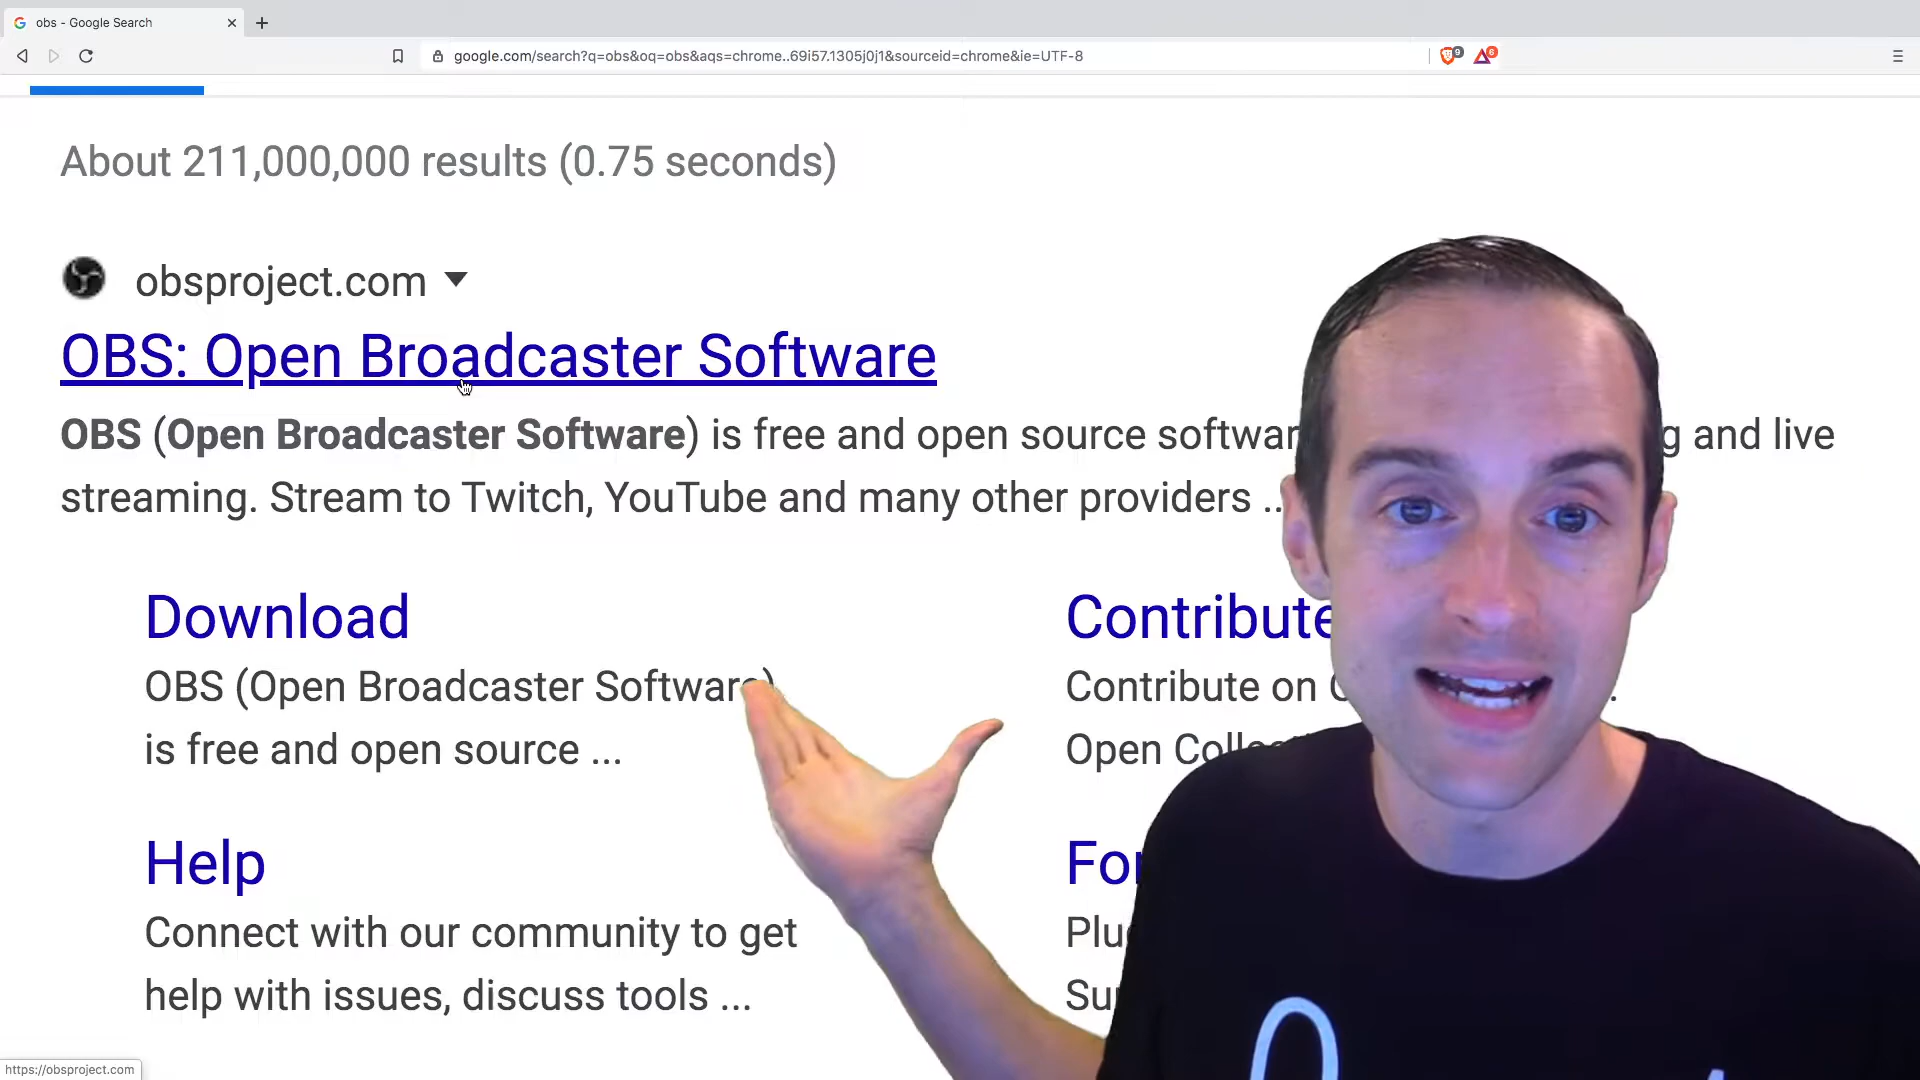 obs - Google Search
google.com/search?q=obs&oq=obs&aqs=chrome..69i57.1305j0j1&sourceid=chrome&ie=UTF-8
9
6
About 211,000,000 results (0.75 seconds)
obsproject.com
OBS: Open Broadcaster Software
OBS (Open Broadcaster Software) is free and open source g and live
streaming. Stream to Twitch, YouTube and many other providers ..
Download
Contribute
OBS (Open Broadcaster Software)
Contribute on
is free and open source ...
Open
Help
Connect with our community to get
help with issues, discuss tools ...
https://obsproject.com